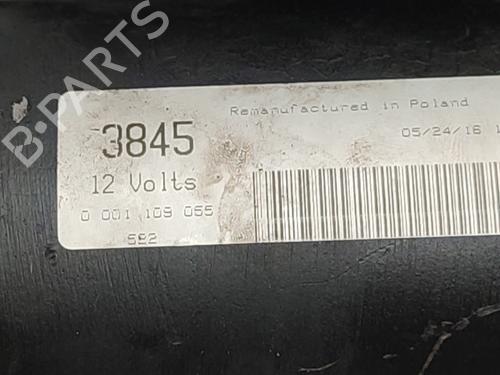 B-PARTS
Remanufactured in Poland
3845
05/24/16
12 Volts
0 001 109 055
592